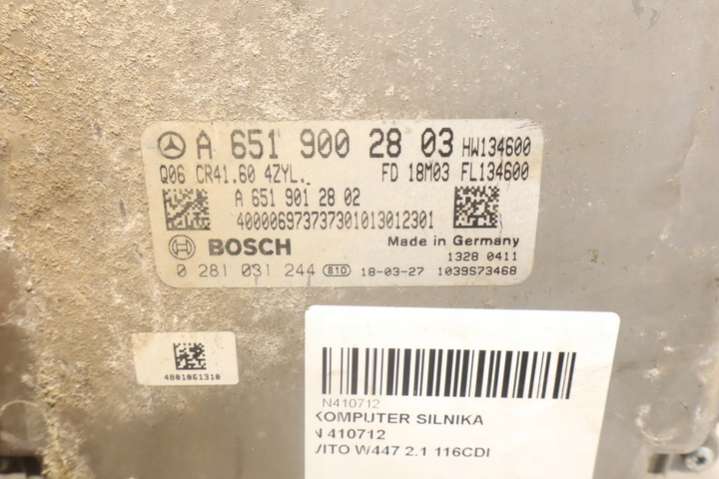 A 651 900 28 03 HW134600
Q06 CR41.60 4ZYL. FD 18M03 FL134600
A 651 901 28 02
400006973737301013012301
BOSCH Made in Germany
1328 0411
0 281 031 244 810 18-03-27 1039S73468
4801061310
N410712
KOMPUTER SILNIKA
N 410712
VITO W447 2.1 116CDI